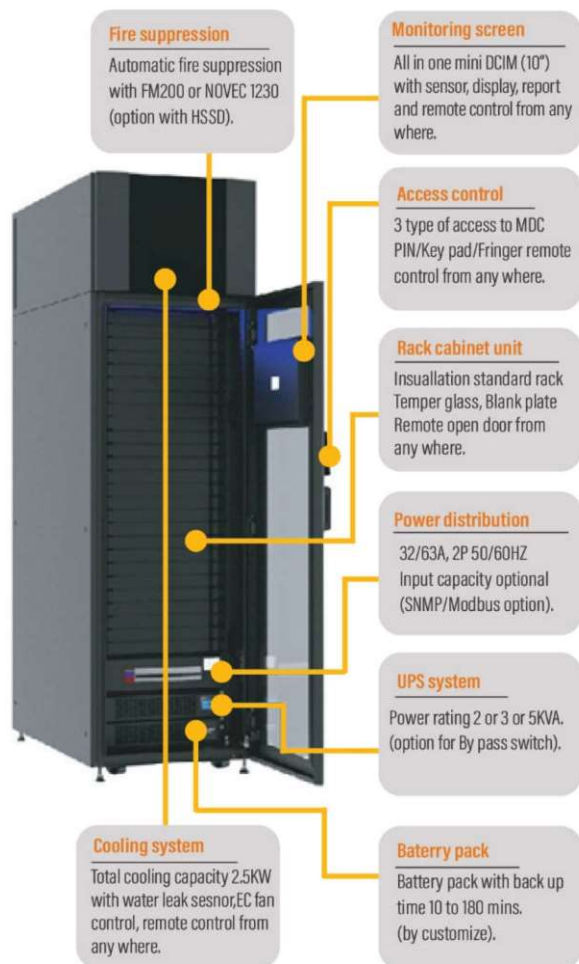 Fire suppression
Automatic fire suppression
with FM200 or NOVEC 1230
(option with HSSD).
Monitoring screen
All in one mini DCIM (10")
with sensor, display, report
and remote control from any
where.
Access control
3 type of access to MDC
PIN/Key pad/Fringer remote
control from any where.
Rack cabinet unit
Insuallation standard rack
Temper glass, Blank plate
Remote open door from
any where.
Power distribution
32/63A, 2P 50/60HZ
Input capacity optional
(SNMP/Modbus option).
UPS system
Power rating 2 or 3 or 5KVA.
(option for By pass switch).
Cooling system
Total cooling capacity 2.5KW
with water leak sesnor,EC fan
control, remote control from
any where.
Baterry pack
Battery pack with back up
time 10 to 180 mins.
(by customize).